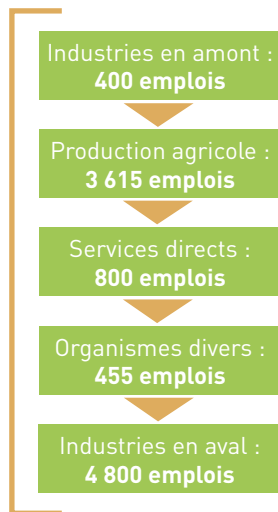 Industries en amont :
400 emplois
Production agricole :
3 615 emplois
Services directs :
800 emplois
Organismes divers :
455 emplois
Industries en aval :
4 800 emplois